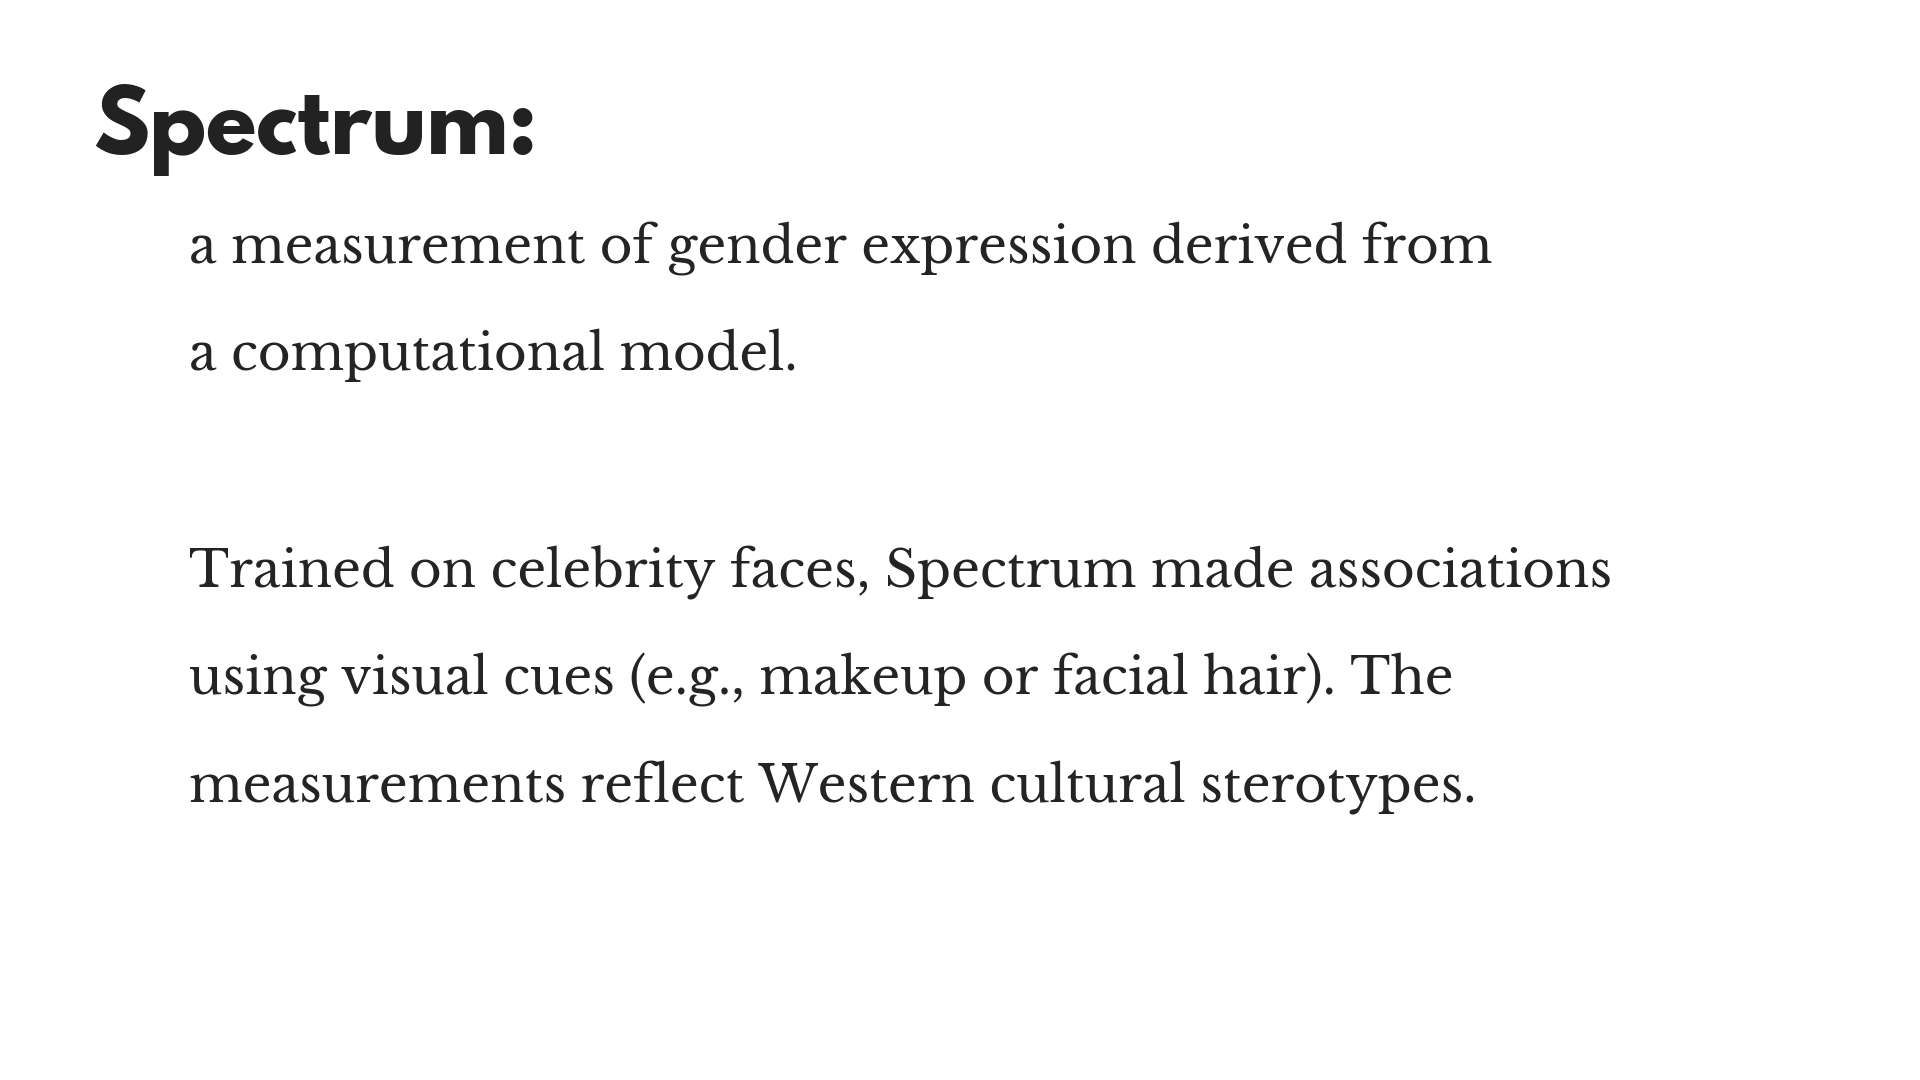 Spectrum:
a measurement of gender expression derived from
a computational model.
Trained on celebrity faces, Spectrum made associations
using visual cues (e.g., makeup or facial hair). The
measurements reflect Western cultural sterotypes.